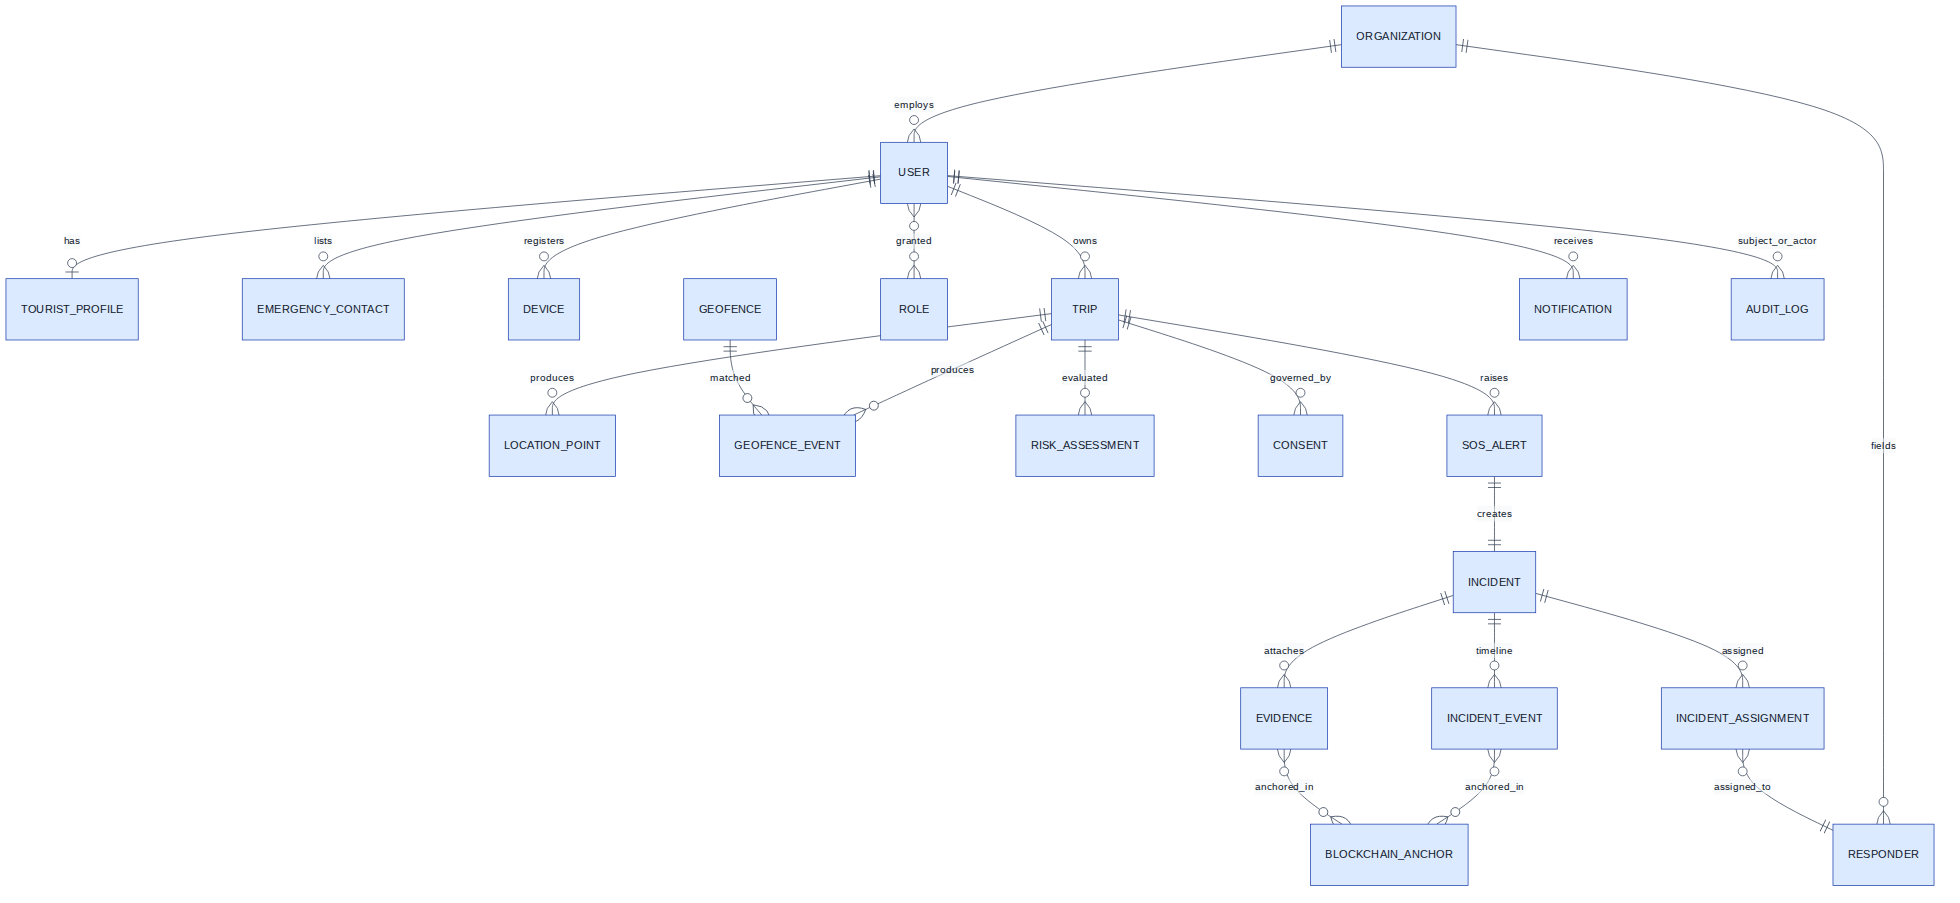 ORGANIZATION
employs
USER
has
lists
registers
granted
owns
receives
subject_or_actor
TOURIST_PROFILE
EMERGENCY_CONTACT
DEVICE
GEOFENCE
ROLE
TRIP
NOTIFICATION
AUDIT_LOG
produces
matched
produces
evaluated
governed_by
raises
LOCATION_POINT
GEOFENCE_EVENT
RISK_ASSESSMENT
CONSENT
SOS_ALERT
fields
creates
INCIDENT
attaches
timeline
assigned
EVIDENCE
INCIDENT_EVENT
INCIDENT_ASSIGNMENT
anchored_in
anchored_in
assigned_to
BLOCKCHAIN_ANCHOR
RESPONDER